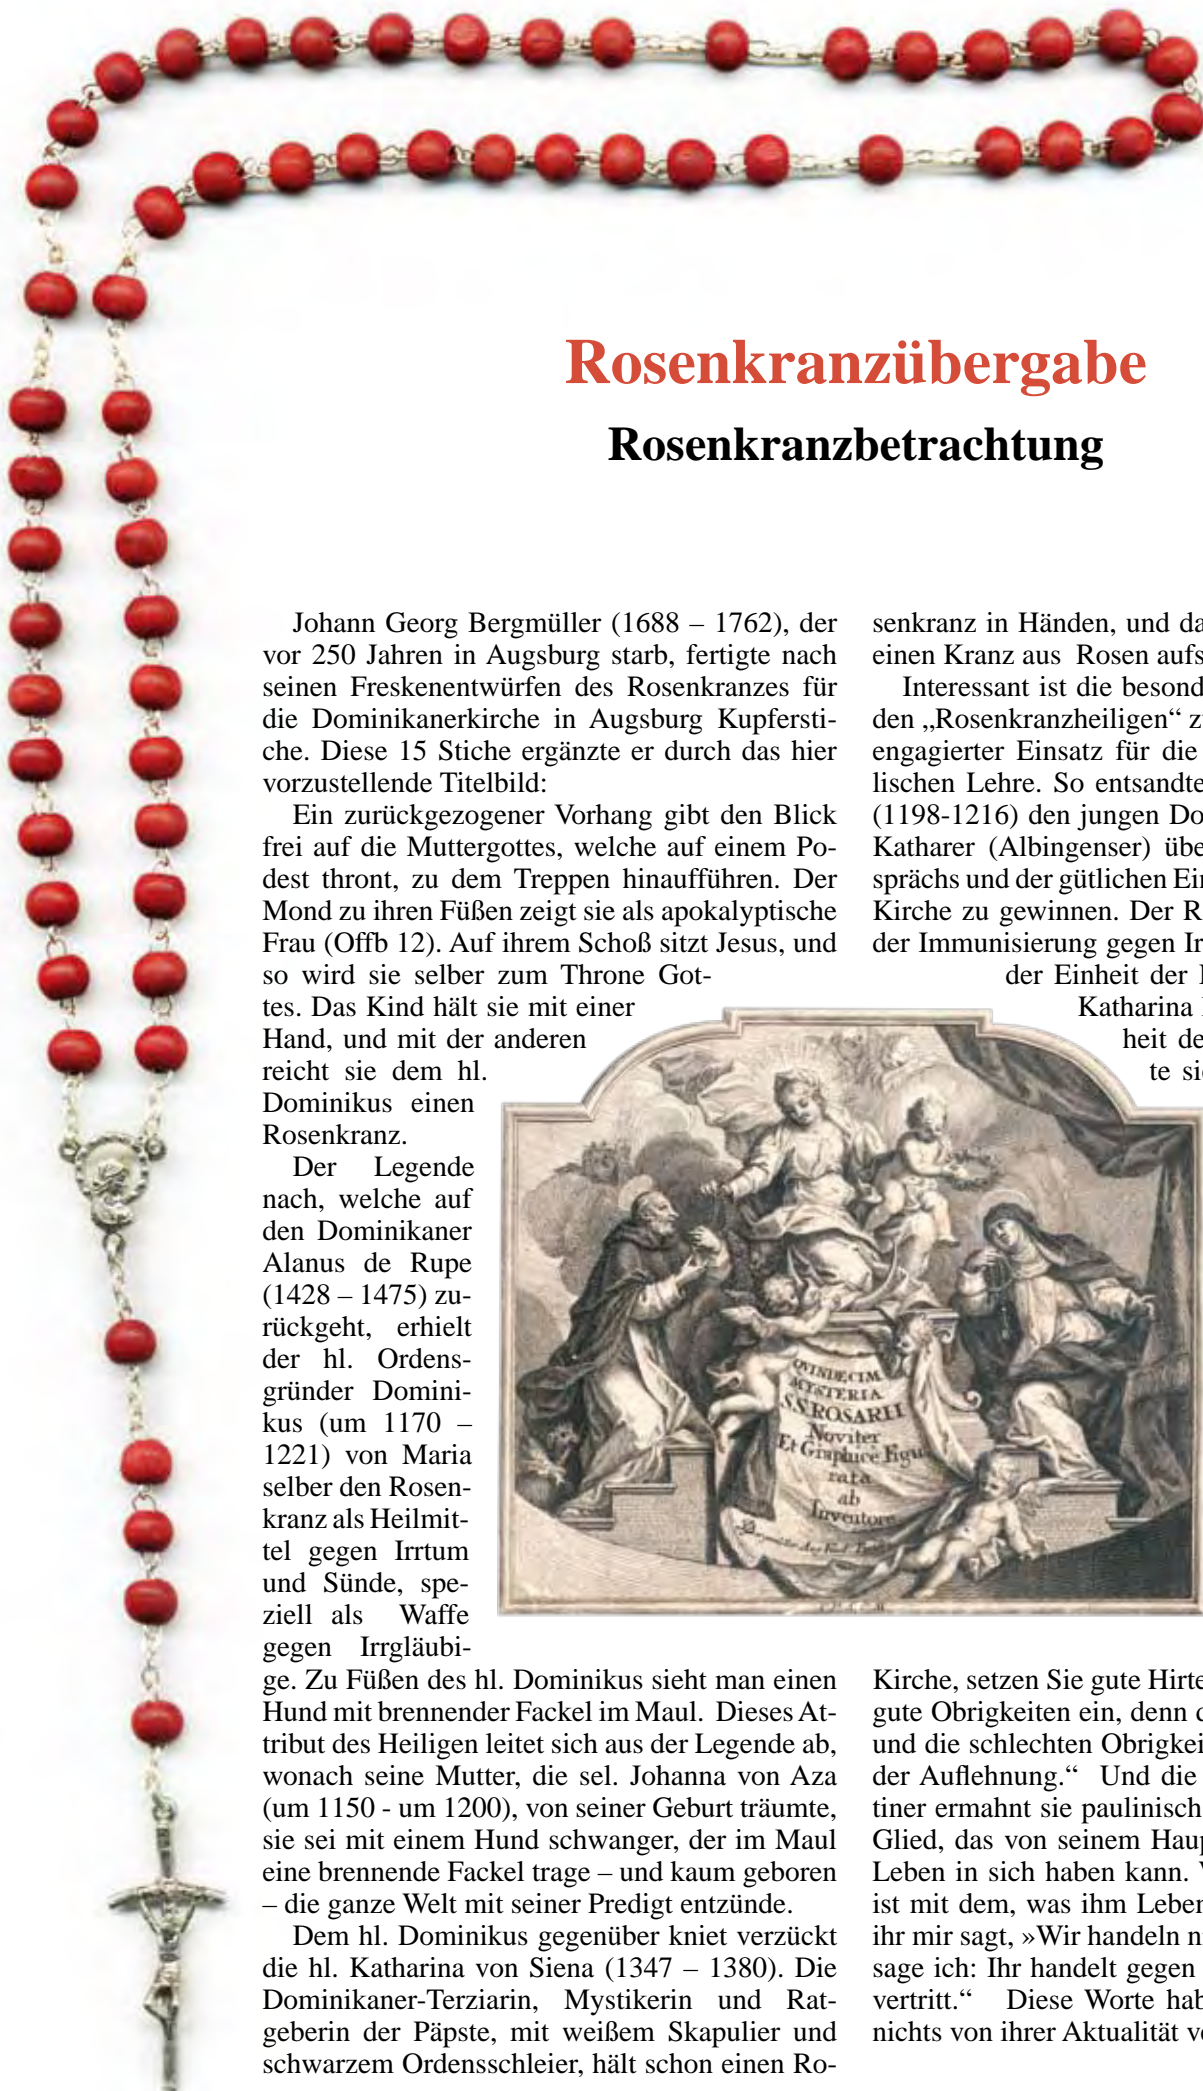 Rosenkranzübergabe
Rosenkranzbetrachtung
Johann Georg Bergmüller (1688 – 1762), der
vor 250 Jahren in Augsburg starb, fertigte nach
seinen Freskenentwürfen des Rosenkranzes für
die Dominikanerkirche in Augsburg Kupfersti-
che. Diese 15 Stiche ergänzte er durch das hier
vorzustellende Titelbild:
Ein zurückgezogener Vorhang gibt den Blick
frei auf die Muttergottes, welche auf einem Po-
dest thront, zu dem Treppen hinaufführen. Der
Mond zu ihren Füßen zeigt sie als apokalyptische
Frau (Offb 12). Auf ihrem Schoß sitzt Jesus, und
so wird sie selber zum Throne Got-
tes. Das Kind hält sie mit einer
Hand, und mit der anderen
reicht sie dem hl.
Dominikus einen
Rosenkranz.
Der Legende
nach, welche auf
den Dominikaner
Alanus de Rupe
(1428 – 1475) zu-
rückgeht, erhielt
der hl. Ordens-
gründer Domini-
kus (um 1170 –
1221) von Maria
selber den Rosen-
kranz als Heilmit-
tel gegen Irrtum
und Sünde, spe-
ziell als Waffe
gegen Irrgläubi-
ge. Zu Füßen des hl. Dominikus sieht man einen
Hund mit brennender Fackel im Maul. Dieses At-
tribut des Heiligen leitet sich aus der Legende ab,
wonach seine Mutter, die sel. Johanna von Aza
(um 1150 - um 1200), von seiner Geburt träumte,
sie sei mit einem Hund schwanger, der im Maul
eine brennende Fackel trage – und kaum geboren
– die ganze Welt mit seiner Predigt entzünde.
Dem hl. Dominikus gegenüber kniet verzückt
die hl. Katharina von Siena (1347 – 1380). Die
Dominikaner-Terziarin, Mystikerin und Rat-
geberin der Päpste, mit weißem Skapulier und
schwarzem Ordensschleier, hält schon einen Ro-
senkranz in Händen, und da
einen Kranz aus Rosen aufs
Interessant ist die besond
den „Rosenkranzheiligen“ z
engagierter Einsatz für die
lischen Lehre. So entsandte
(1198-1216) den jungen Do
Katharer (Albingenser) übe
sprächs und der gütlichen Ein
Kirche zu gewinnen. Der R
der Immunisierung gegen Ir
der Einheit der
Katharina
heit de
te si
QVINDECIM
MYSTERIA
S.S. ROSARII
Noviter
Et Graphice Figu
rata
ab
Inventore
Kirche, setzen Sie gute Hirte
gute Obrigkeiten ein, denn d
und die schlechten Obrigkei
der Auflehnung.“ Und die
tiner ermahnt sie paulinisch
Glied, das von seinem Haup
Leben in sich haben kann.
ist mit dem, was ihm Leben
ihr mir sagt, »Wir handeln n
sage ich: Ihr handelt gegen
vertritt.“ Diese Worte hab
nichts von ihrer Aktualität v